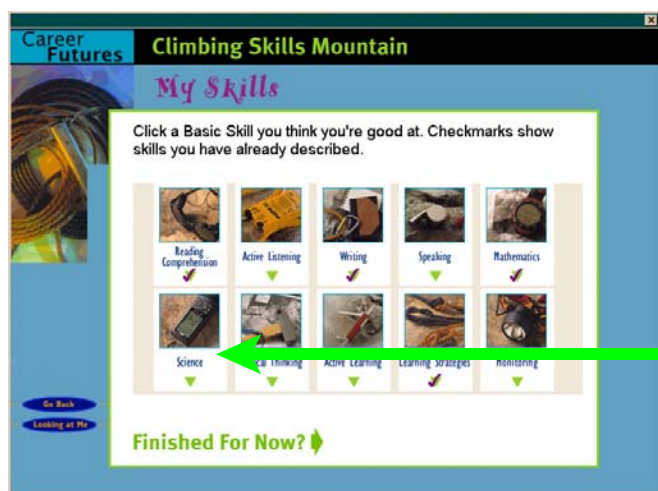 Career
Futures
Climbing Skills Mountain
My Skills
Click a Basic Skill you think you're good at. Checkmarks show
skills you have already described.
Reading
Comprehension
Active Listening
Writing
Speaking
Mathematics
Science
Thinking
Active Learning
Learning Strategies
Monitoring
Go Back
Looking at Me
Finished For Now?